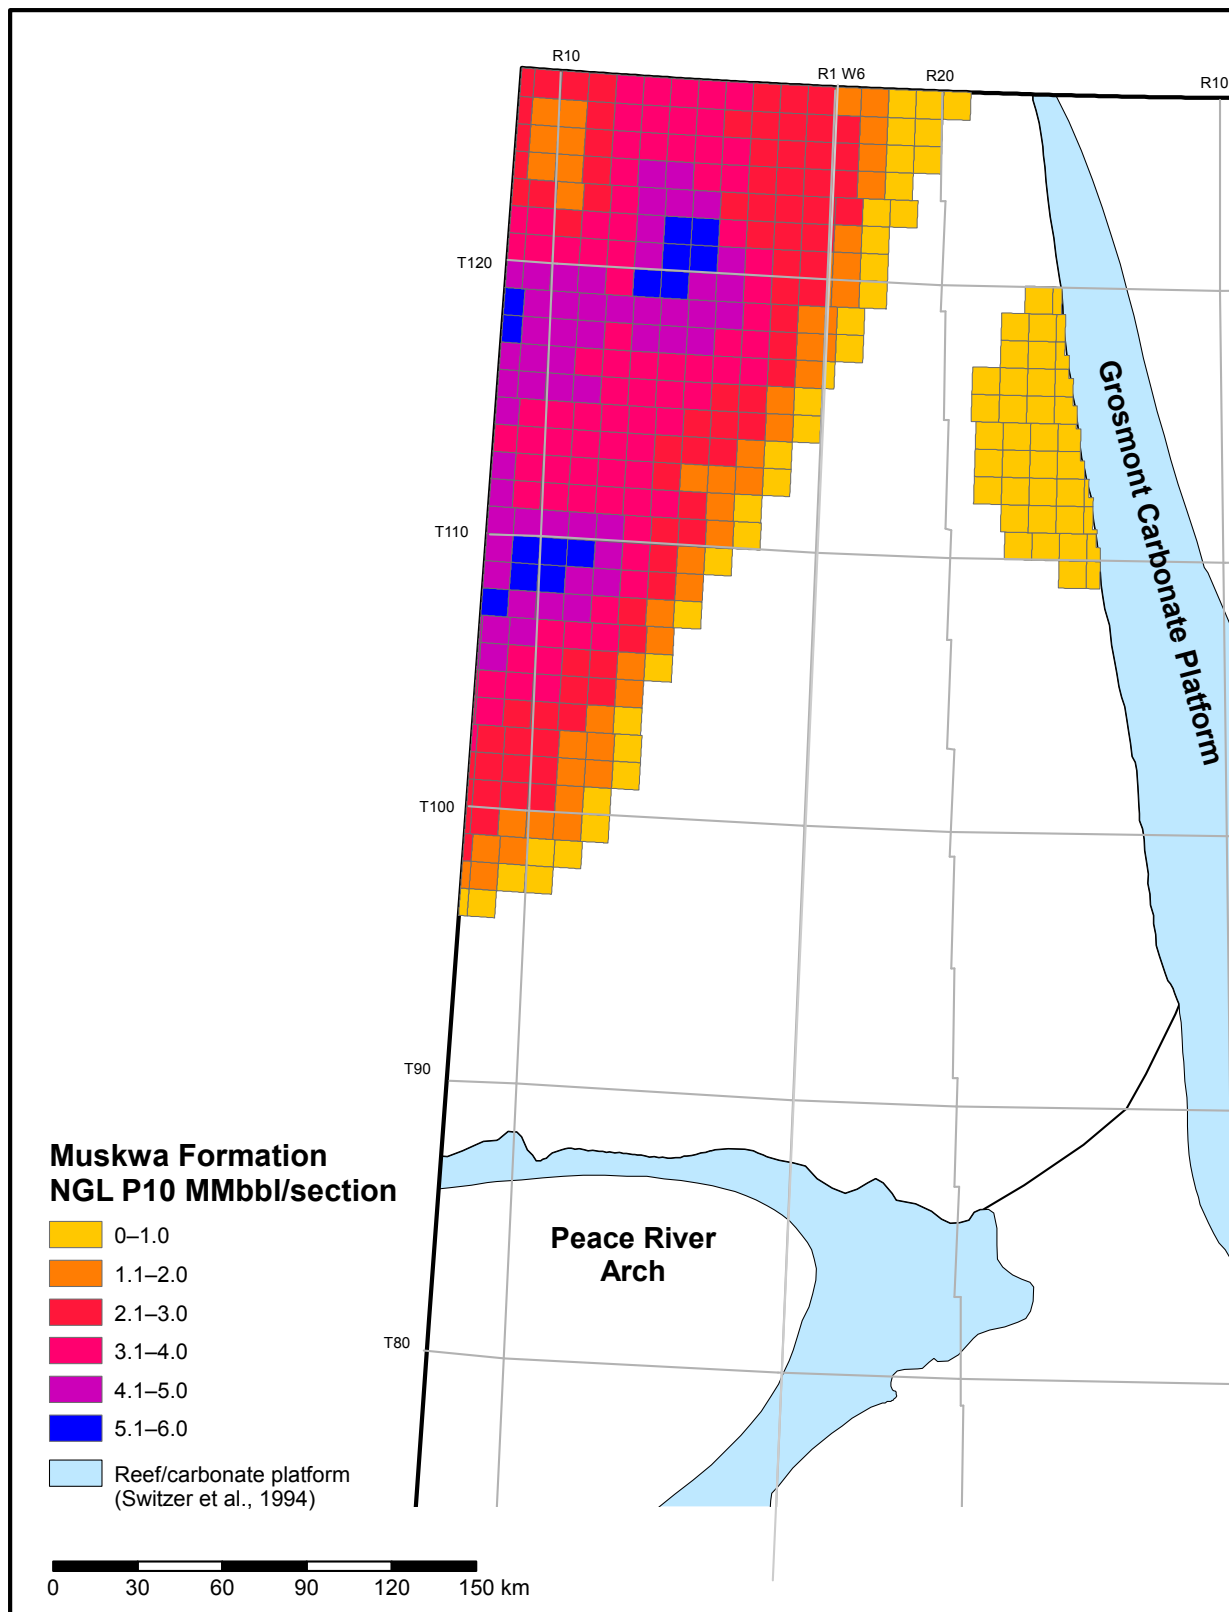 R10
R1 W6
R20
R10
T120
Grosmont Carbonate Platform
T110
T100
T90
Muskwa Formation
NGL P10 MMbbl/section
0–1.0
1.1–2.0
2.1–3.0
3.1–4.0
4.1–5.0
5.1–6.0
Reef/carbonate platform
(Switzer et al., 1994)
Peace River
Arch
T80
0 30 60 90 120 150 km